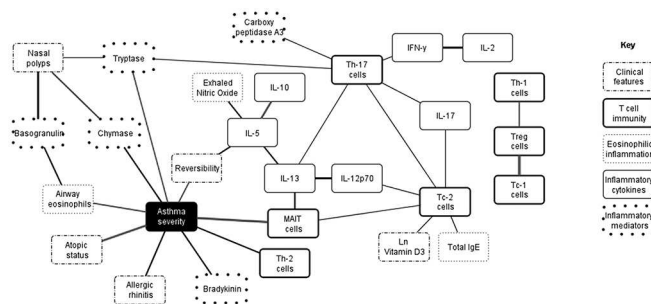 Carboxy
peptidase A3
Nasal
polyps
Tryptase
Th-17
cells
IFN-y
IL-2
Key
Clinical
features
Exhaled
Nitric Oxide
IL-10
Th-1
cells
T cell
immunity
Basogranulin
Chymase
IL-5
IL-17
Treg
cells
Eosinophilic
inflammation
Reversibility
IL-13
IL-12p70
Tc-1
cells
Inflammatory
cytokines
Airway
eosinophils
Asthma
severity
MAIT
cells
Tc-2
cells
Inflammatory
mediators
Atopic
status
Th-2
cells
Ln
Vitamin D3
Total IgE
Allergic
rhinitis
Bradykinin